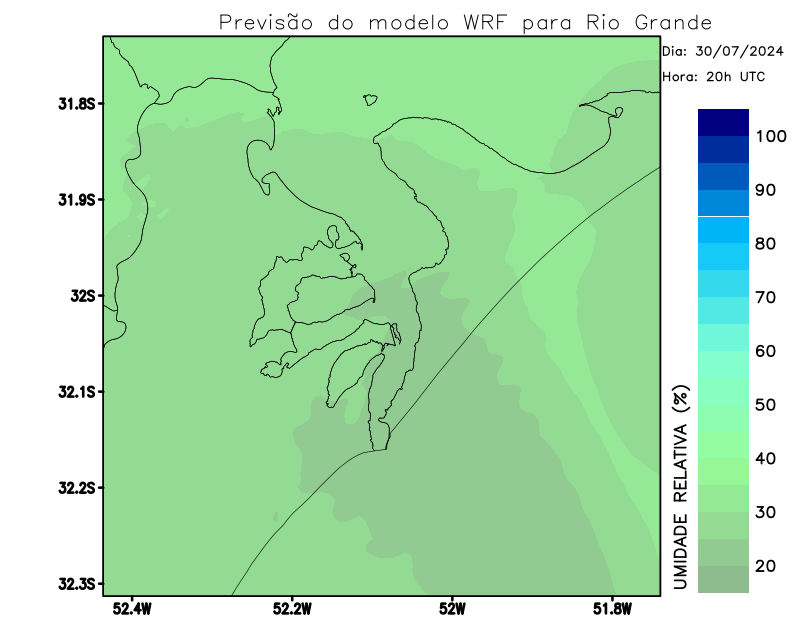 Previsão do modelo WRF para Rio Grande
Dia: 30/07/2024
Hora: 20h UTC
31.8S
31.9S
32S
32.1S
32.2S
32.3S
52.4W
52.2W
52W
51.8W
UMIDADE RELATIVA (%)
100
90
80
70
60
50
40
30
20